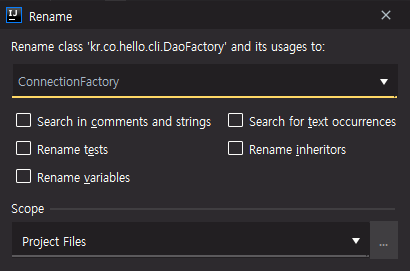 IJ Rename
Rename class 'kr.co.hello.cli.DaoFactory' and its usages to:
ConnectionFactory
Search in comments and strings Search for text occurrences
Rename tests Rename inheritors
Rename variables
Scope
Project Files ...